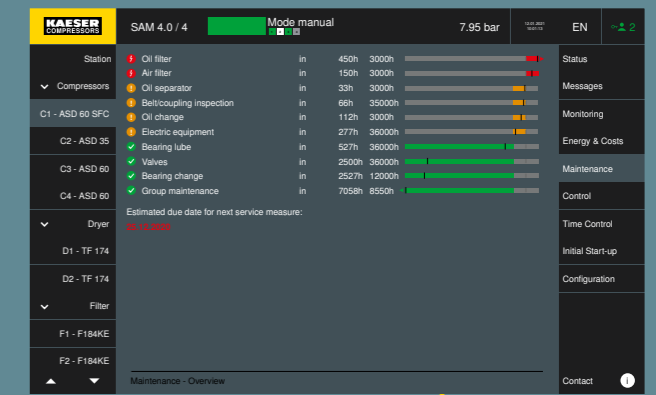 KAESER
COMPRESSORS
SAM 4.0 / 4
Mode manual
7.95 bar
EN
2
Station
Compressors
C1 - ASD 60 SFC
C2 - ASD 35
C3 - ASD 60
C4 - ASD 60
Dryer
D1 - TF 174
D2 - TF 174
Filter
F1 - F184KE
F2 - F184KE
Oil filter in 450h 3000h
Air filter in 150h 3000h
Oil separator in 33h 3000h
Belt/coupling inspection in 66h 35000h
Oil change in 112h 3000h
Electric equipment in 277h 36000h
Bearing lube in 527h 36000h
Valves in 2500h 36000h
Bearing change in 2527h 12000h
Group maintenance in 7058h 8550h
Estimated due date for next service measure:
Maintenance - Overview
Status
Messages
Monitoring
Energy & Costs
Maintenance
Control
Time Control
Initial Start-up
Configuration
Contact i